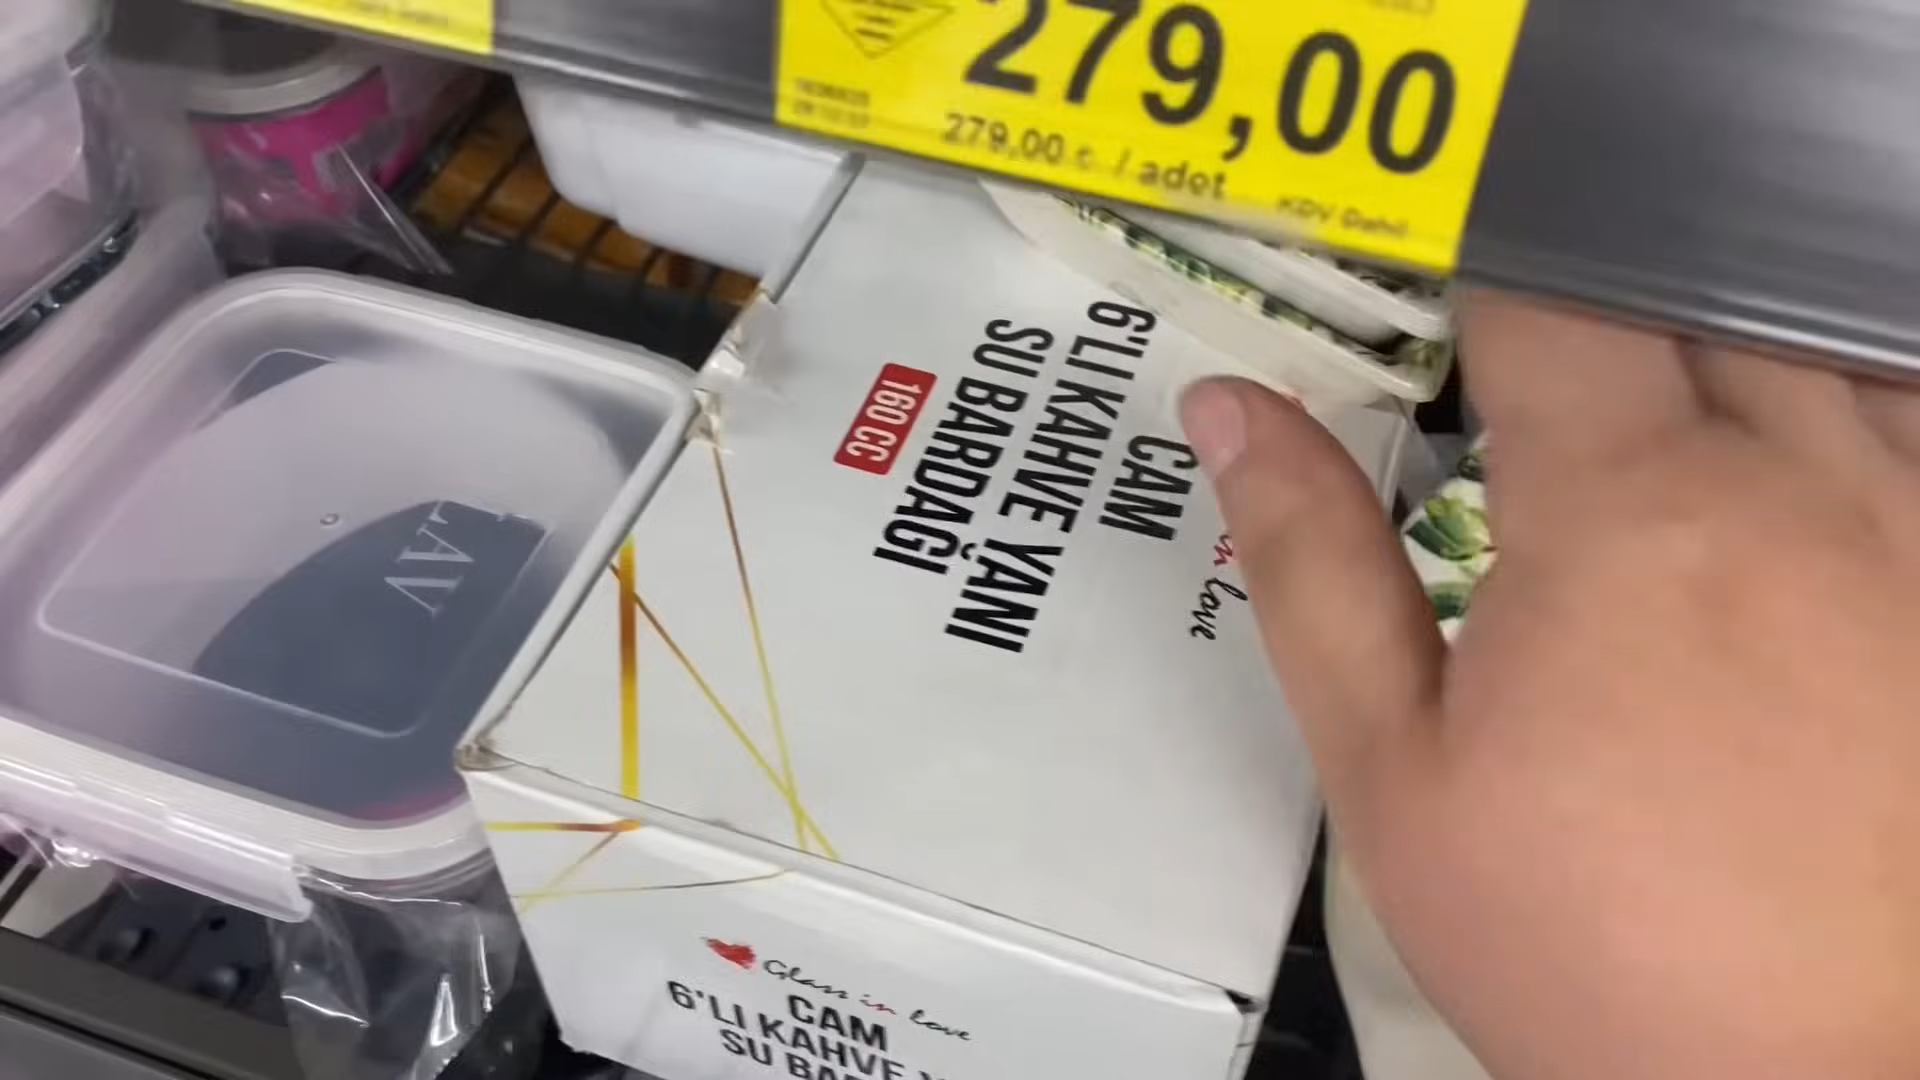 279,00
279,00 ₺ / adet
KDV Dahil
in love
CAM
6'LI KAHVE YANI
SU BARDAĞI
160 CC
LAV
Glass in love
CAM
6'LI KAHVE
SU